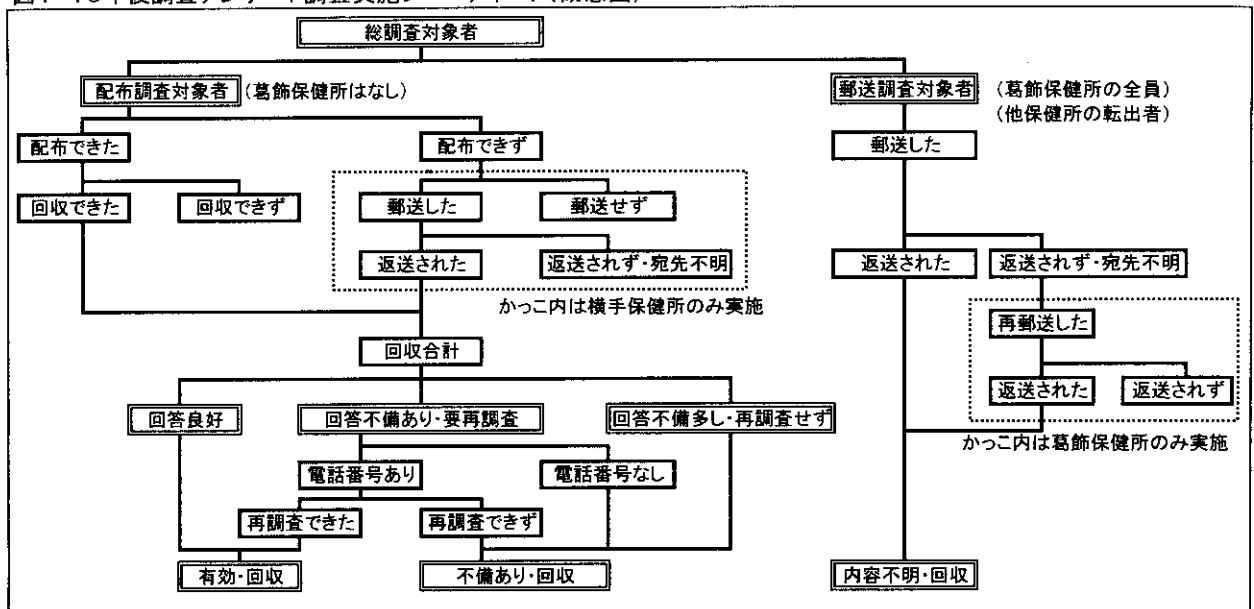 総調査対象者
配布調査対象者 (葛飾保健所はなし)
郵送調査対象者 (葛飾保健所の全員)
(他保健所の転出者)
配布できた
配布できず
郵送した
回収できた
回収できず
郵送した
郵送せず
返送された
返送されず・宛先不明
返送された
返送されず・宛先不明
かっこ内は横手保健所のみ実施
再郵送した
回収合計
返送された
返送されず
回答良好
回答不備あり・要再調査
回答不備多し・再調査せず
かっこ内は葛飾保健所のみ実施
電話番号あり
電話番号なし
再調査できた
再調査できず
有効・回収
不備あり・回収
内容不明・回収